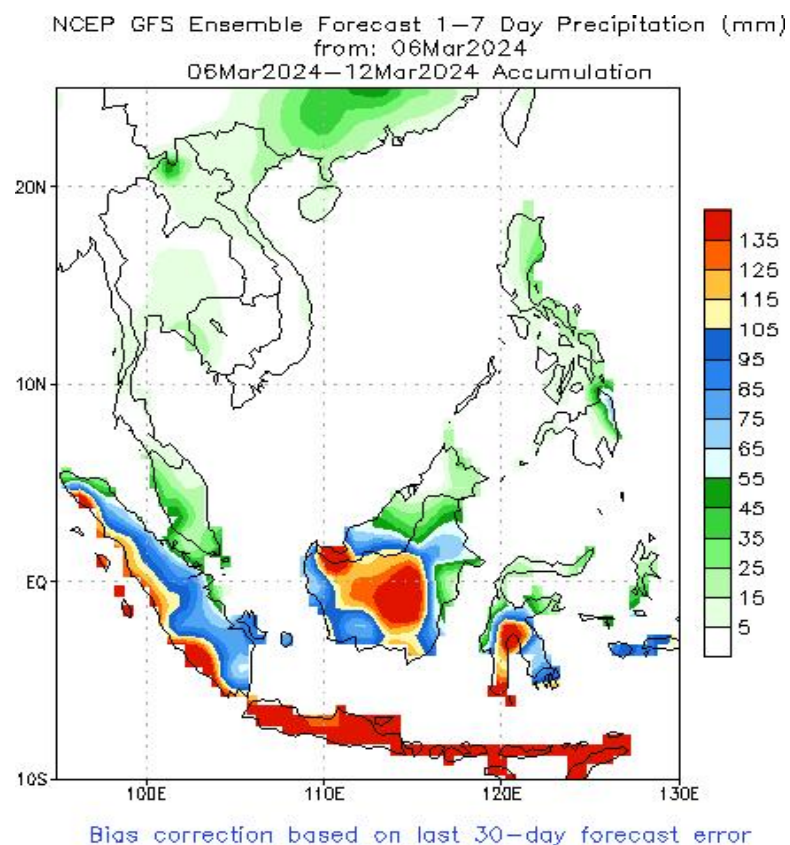 NCEP GFS Ensemble Forecast 1–7 Day Precipitation (mm)
from: 06Mar2024
06Mar2024–12Mar2024 Accumulation
20N
10N
EQ
10S
100E
110E
120E
130E
135
125
115
105
95
85
75
65
55
45
35
25
15
5
Bias correction based on last 30–day forecast error